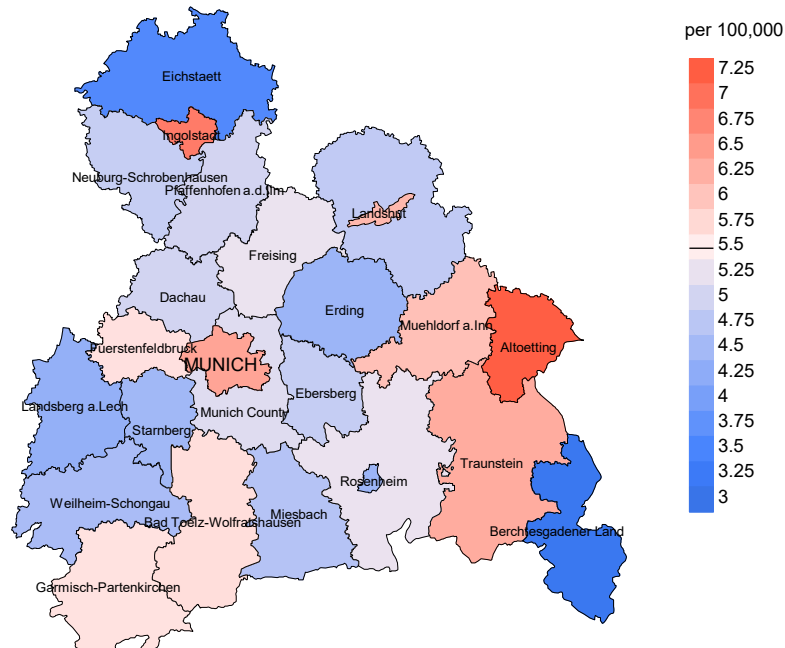 per 100,000
7.25
7
6.75
6.5
6.25
6
5.75
5.5
5.25
5
4.75
4.5
4.25
4
3.75
3.5
3.25
3
Eichstaett
Ingolstadt
Neuburg-Schrobenhausen
Pfaffenhofen a.d.Ilm
Landshut
Freising
Dachau
Erding
Muehldorf a.Inn
Fuerstenfeldbruck
Altoetting
MUNICH
Ebersberg
Landsberg a.Lech
Munich County
Starnberg
Traunstein
Rosenheim
Weilheim-Schongau
Miesbach
Bad Toelz-Wolfratshausen
Berchtesgadener Land
Garmisch-Partenkirchen